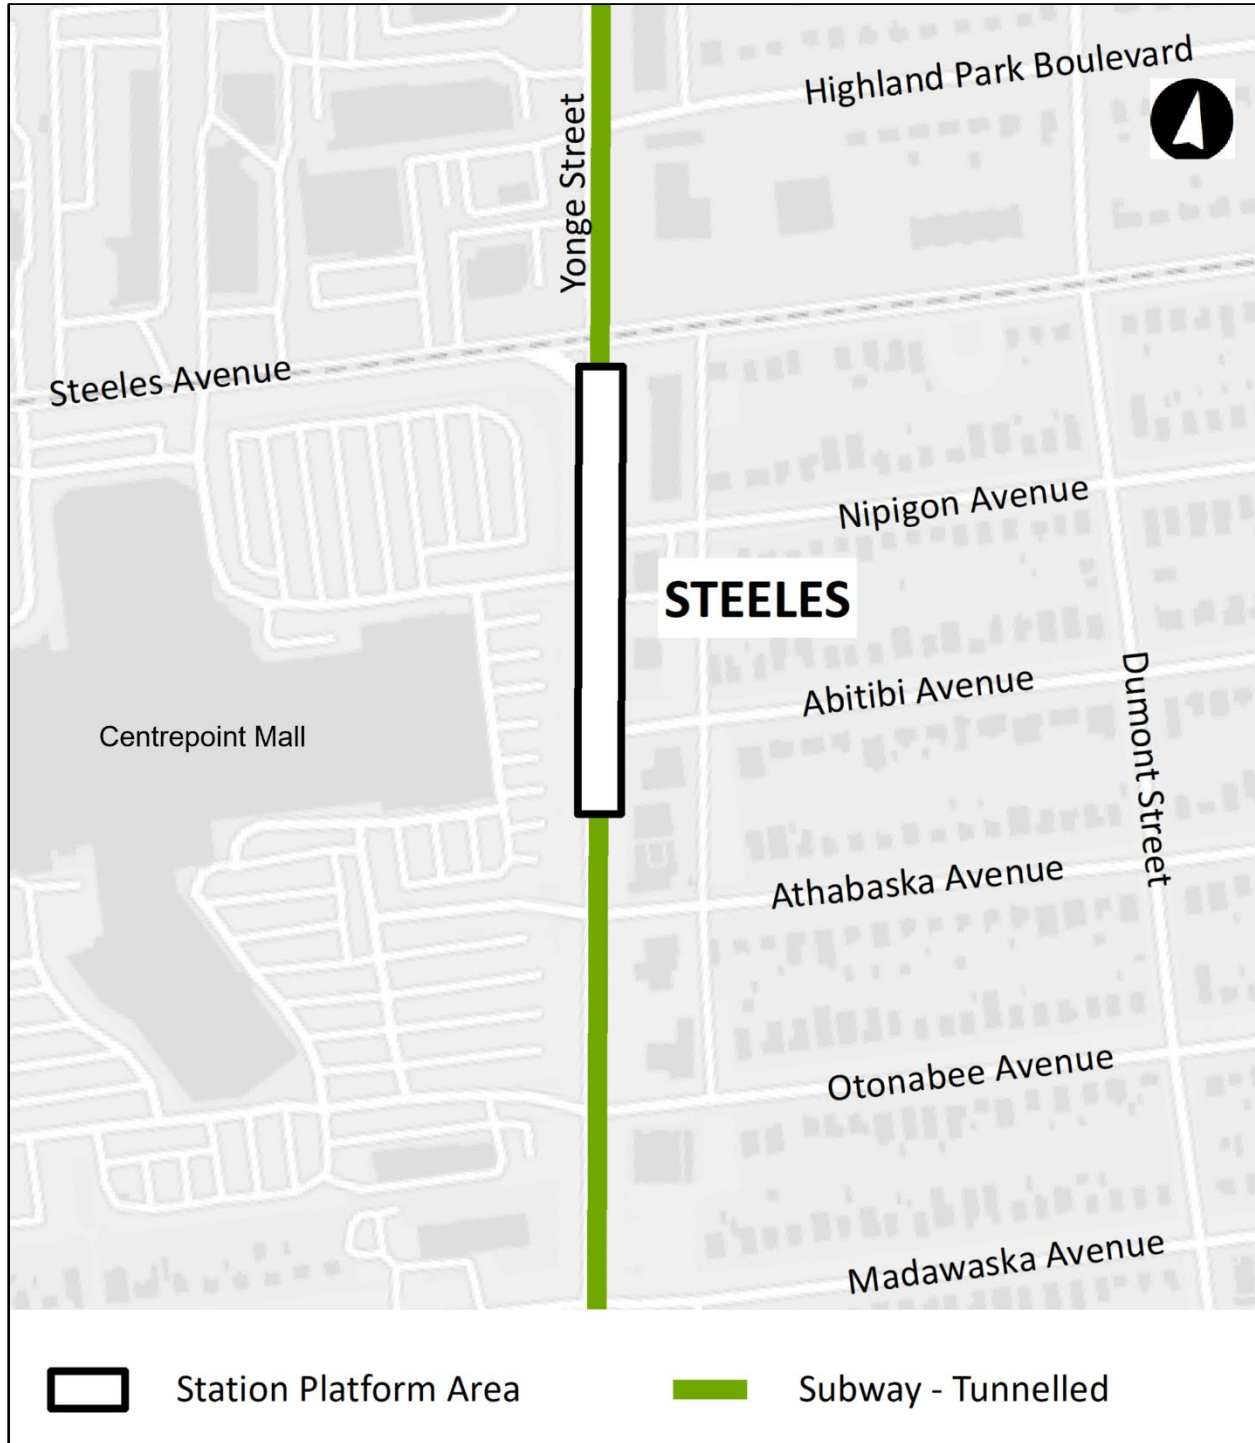 Highland Park Boulevard
Yonge Street
Steeles Avenue
Nipigon Avenue
STEELES
Abitibi Avenue
Dumont Street
Centrepoint Mall
Athabaska Avenue
Otonabee Avenue
Madawaska Avenue
Station Platform Area
Subway - Tunnelled